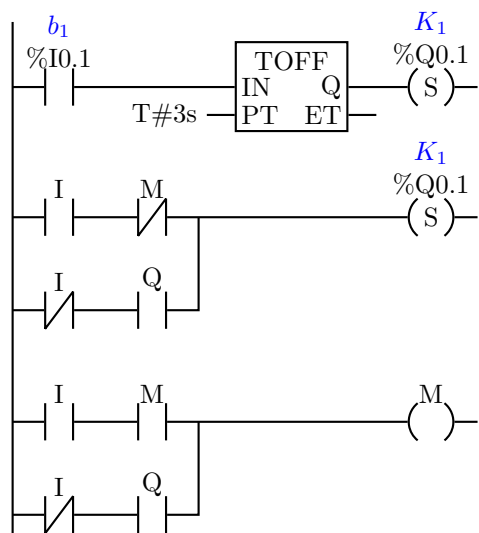 b1 K1
%I0.1 %Q0.1
TOFF
IN Q S
T#3s PT ET
K1
%Q0.1
I M
S
I Q
I M M
I Q